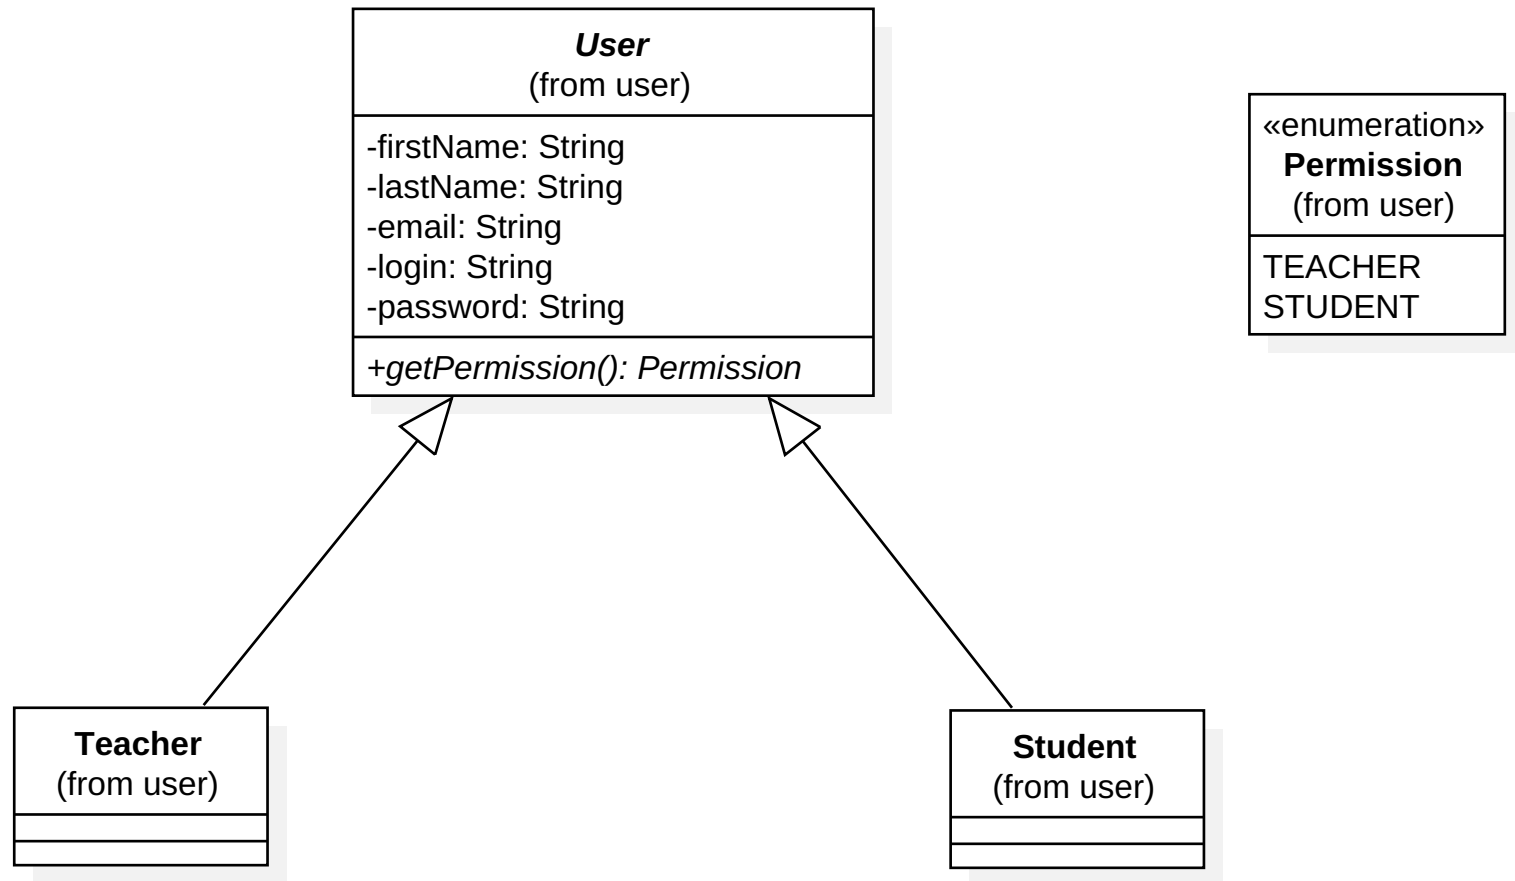 User
(from user)
-firstName: String
-lastName: String
-email: String
-login: String
-password: String
+getPermission(): Permission
«enumeration»
Permission
(from user)
TEACHER
STUDENT
Teacher
(from user)
Student
(from user)